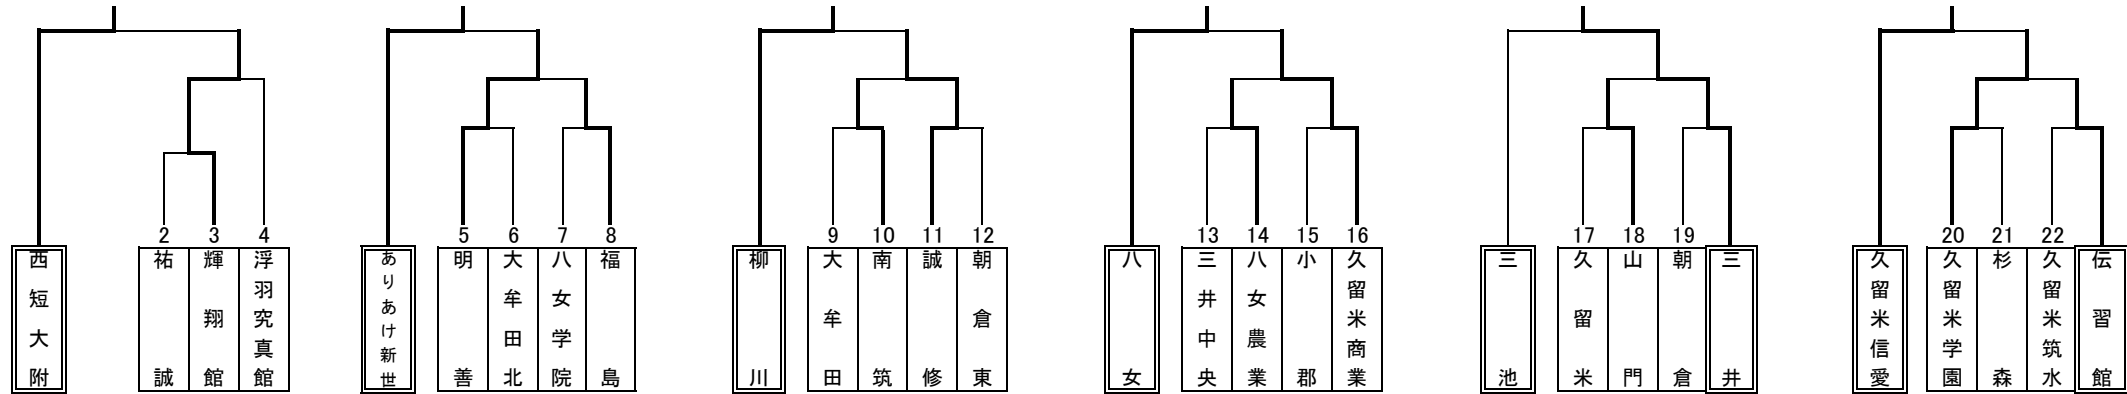 2 3 4 5 6 7 8 9 10 11 12 13 14 15 16 17 18 19 20 21 22
西短大附
祐誠
輝翔館
浮羽究真館
ありあけ新世
明善
大牟田北
八女学院
福島
柳川
大牟田
南筑
誠修
朝倉東
八女
三井中央
八女農業
小郡
久留米商業
三池
久留米
山門
朝倉
三井
久留米信愛
久留米学園
杉森
久留米筑水
伝習館